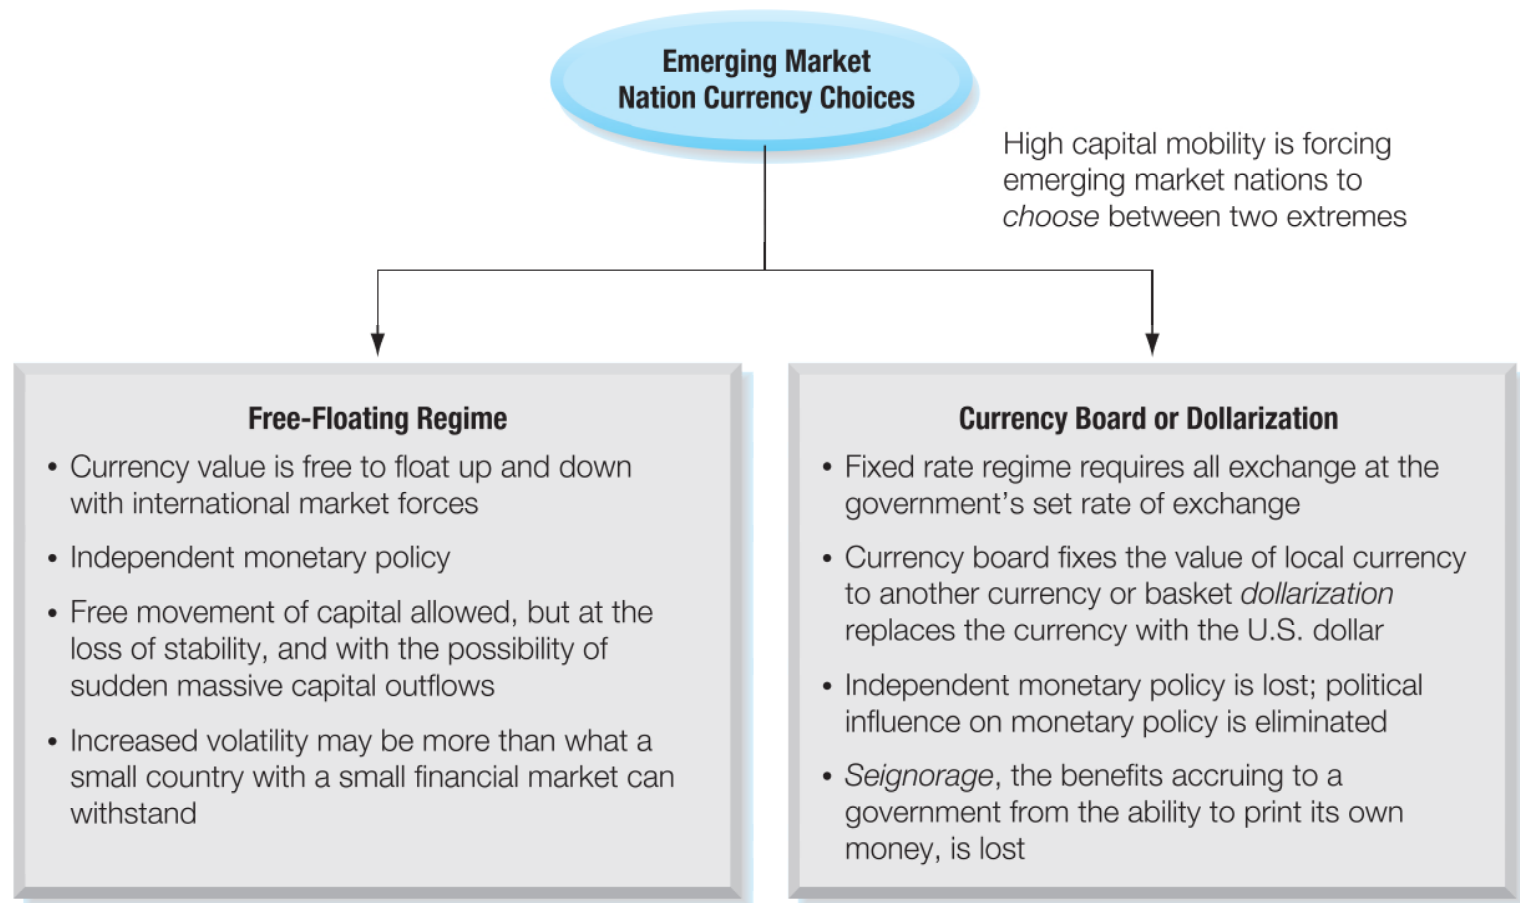 Emerging Market
Nation Currency Choices
High capital mobility is forcing
emerging market nations to
choose between two extremes
Free-Floating Regime
• Currency value is free to float up and down
with international market forces
• Independent monetary policy
• Free movement of capital allowed, but at the
loss of stability, and with the possibility of
sudden massive capital outflows
• Increased volatility may be more than what a
small country with a small financial market can
withstand
Currency Board or Dollarization
• Fixed rate regime requires all exchange at the
government’s set rate of exchange
• Currency board fixes the value of local currency
to another currency or basket dollarization
replaces the currency with the U.S. dollar
• Independent monetary policy is lost; political
influence on monetary policy is eliminated
• Seignorage, the benefits accruing to a
government from the ability to print its own
money, is lost